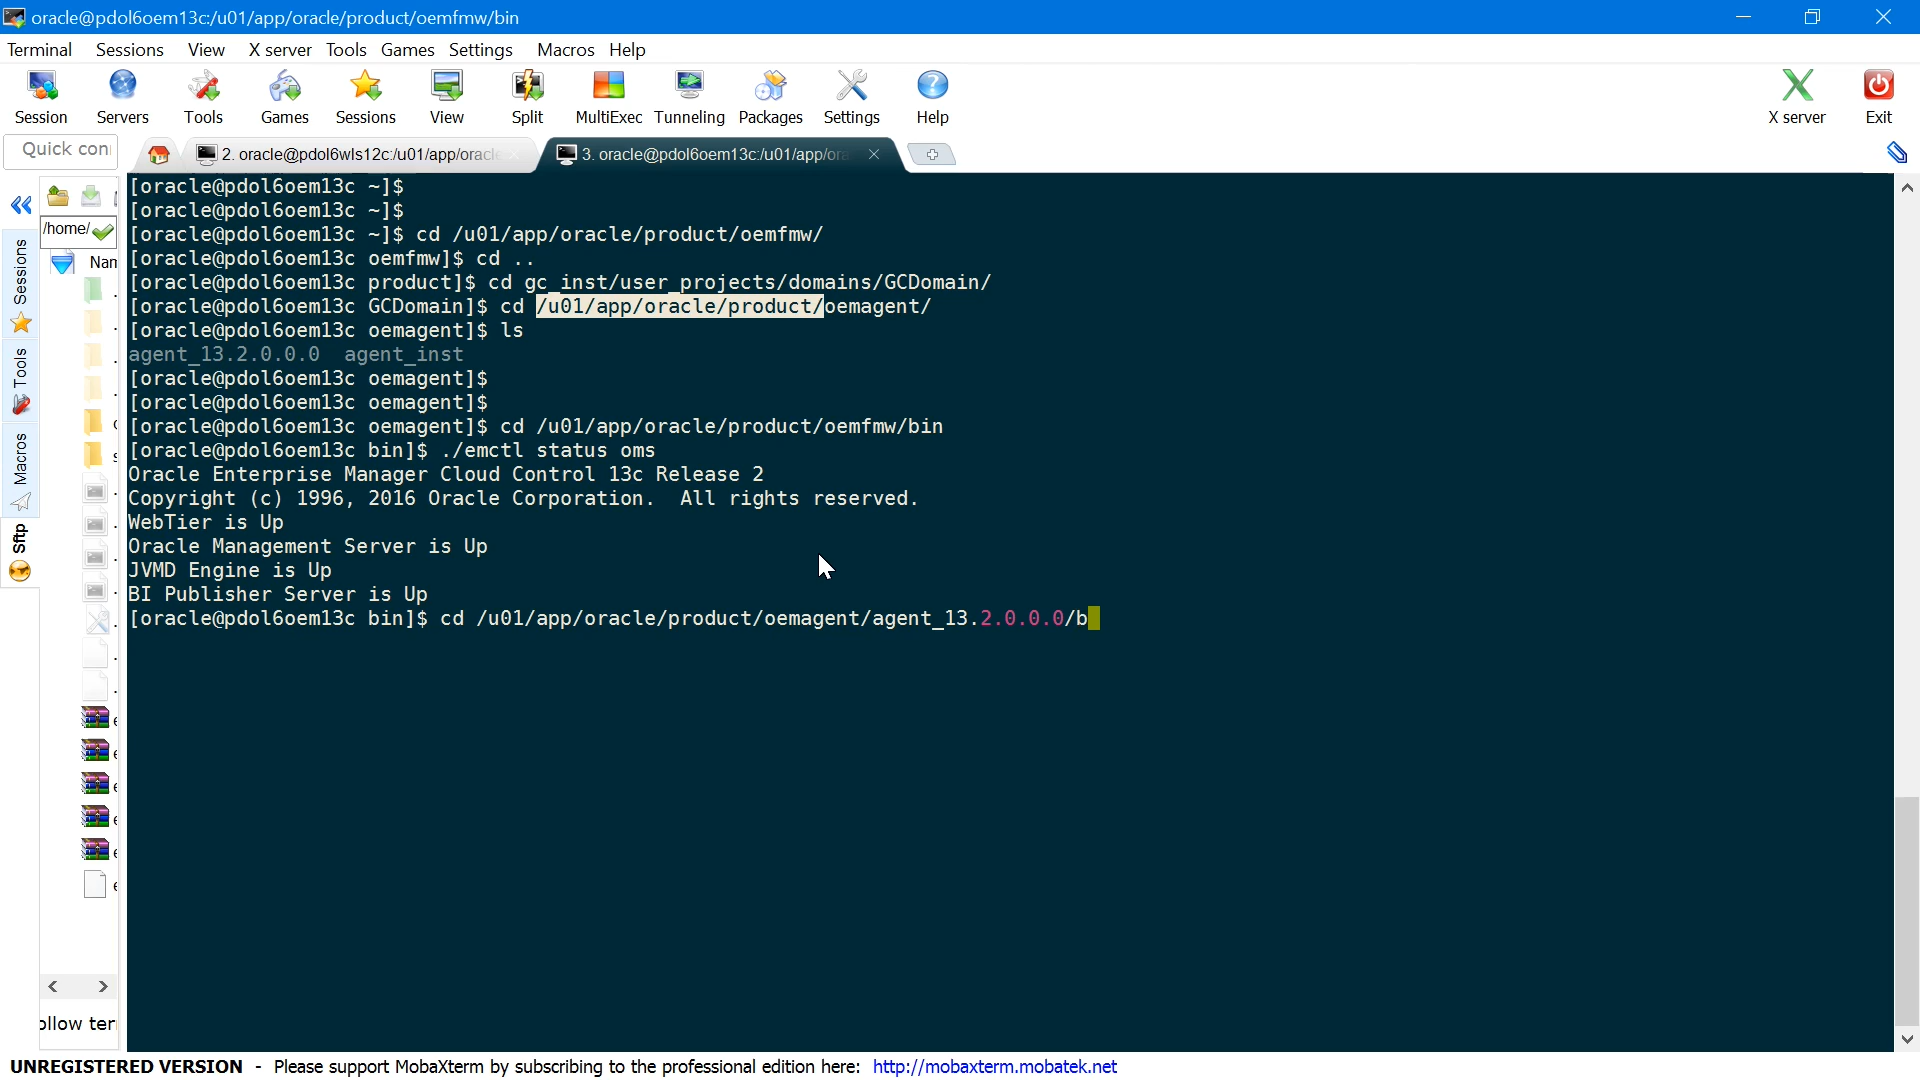 oracle@pdol6oem13c:/u01/app/oracle/product/oemfmw/bin
Terminal Sessions View X server Tools Games Settings Macros Help
Session Servers Tools Games Sessions View Split MultiExec Tunneling Packages Settings Help X server Exit
Quick con
2. oracle@pdol6wls12c:/u01/app/oracle
3. oracle@pdol6oem13c:/u01/app/ora
/home/
Nam
Sessions
Tools
Macros
Sftp
[oracle@pdol6oem13c ~]$
[oracle@pdol6oem13c ~]$
[oracle@pdol6oem13c ~]$ cd /u01/app/oracle/product/oemfmw/
[oracle@pdol6oem13c oemfmw]$ cd ..
[oracle@pdol6oem13c product]$ cd gc_inst/user_projects/domains/GCDomain/
[oracle@pdol6oem13c GCDomain]$ cd /u01/app/oracle/product/oemagent/
[oracle@pdol6oem13c oemagent]$ ls
agent_13.2.0.0.0  agent_inst
[oracle@pdol6oem13c oemagent]$
[oracle@pdol6oem13c oemagent]$
[oracle@pdol6oem13c oemagent]$ cd /u01/app/oracle/product/oemfmw/bin
[oracle@pdol6oem13c bin]$ ./emctl status oms
Oracle Enterprise Manager Cloud Control 13c Release 2
Copyright (c) 1996, 2016 Oracle Corporation.  All rights reserved.
WebTier is Up
Oracle Management Server is Up
JVMD Engine is Up
BI Publisher Server is Up
[oracle@pdol6oem13c bin]$ cd /u01/app/oracle/product/oemagent/agent_13.2.0.0.0/b
ollow ter
UNREGISTERED VERSION - Please support MobaXterm by subscribing to the professional edition here: http://mobaxterm.mobatek.net